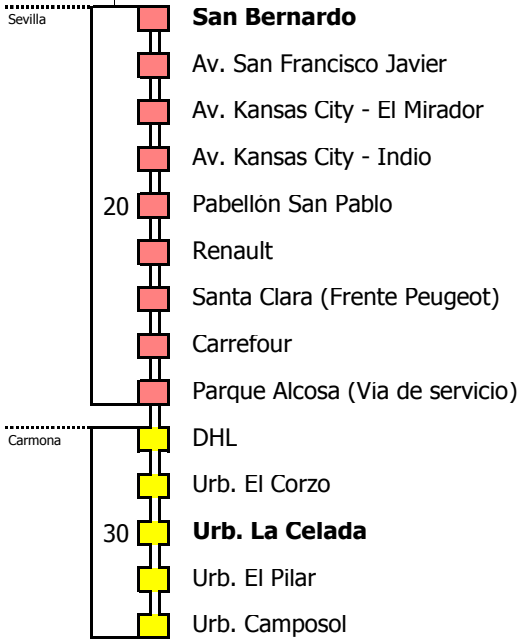 Sevilla
San Bernardo
Av. San Francisco Javier
Av. Kansas City - El Mirador
Av. Kansas City - Indio
20 Pabellón San Pablo
Renault
Santa Clara (Frente Peugeot)
Carrefour
Parque Alcosa (Via de servicio)
Carmona
DHL
Urb. El Corzo
30 Urb. La Celada
Urb. El Pilar
Urb. Camposol